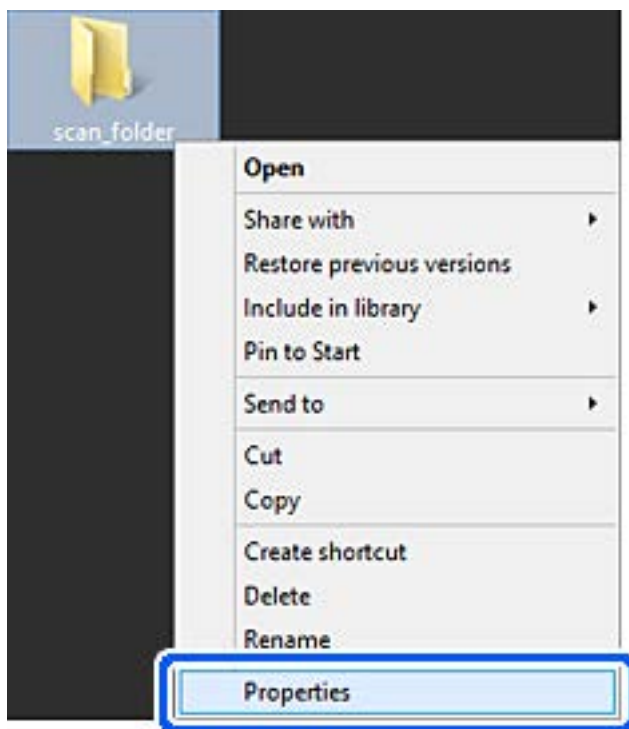 scan_folder
Open
Share with
Restore previous versions
Include in library
Pin to Start
Send to
Cut
Copy
Create shortcut
Delete
Rename
Properties